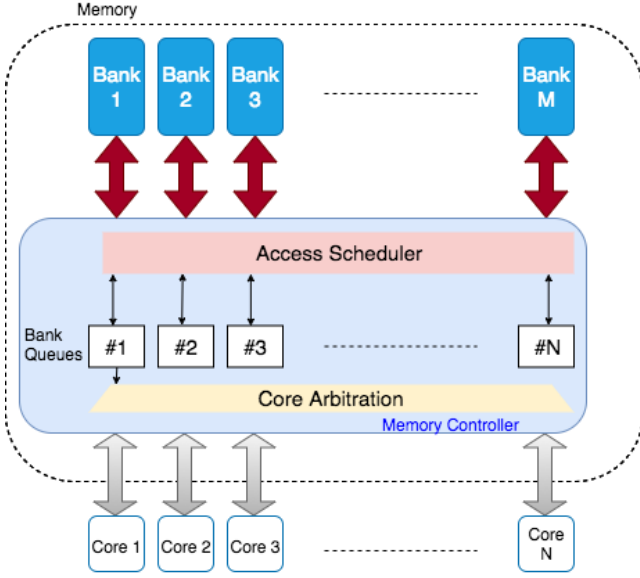 Memory
Bank
1
Bank
2
Bank
3
Bank
M
Access Scheduler
Bank
Queues
#1
#2
#3
#N
Core Arbitration
Memory Controller
Core 1
Core 2
Core 3
Core
N